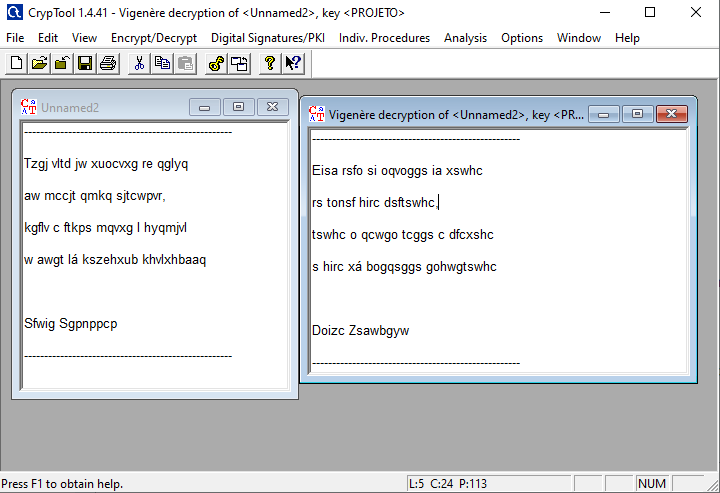 CrypTool 1.4.41 - Vigenère decryption of <Unnamed2>, key <PROJETO>
File Edit View Encrypt/Decrypt Digital Signatures/PKI Indiv. Procedures Analysis Options Window Help
Unnamed2
----------------------------------------------------
Tzgj vltd jw xuocvxg re qglyq
aw mccjt qmkq sjtcwpvr,
kgflv c ftkps mqvxg l hyqmjvl
w awgt lá kszehxub khvlxhbaaq
Sfwig Sgpnppcp
----------------------------------------------------
Vigenère decryption of <Unnamed2>, key <PR...
----------------------------------------------------
Eisa rsfo si oqvoggs ia xswhc
rs tonsf hirc dsftswhc,
tswhc o qcwgo tcggs c dfcxshc
s hirc xá bogqsggs gohwgtswhc
Doizc Zsawbgyw
----------------------------------------------------
Press F1 to obtain help.
L:5 C:24 P:113
NUM